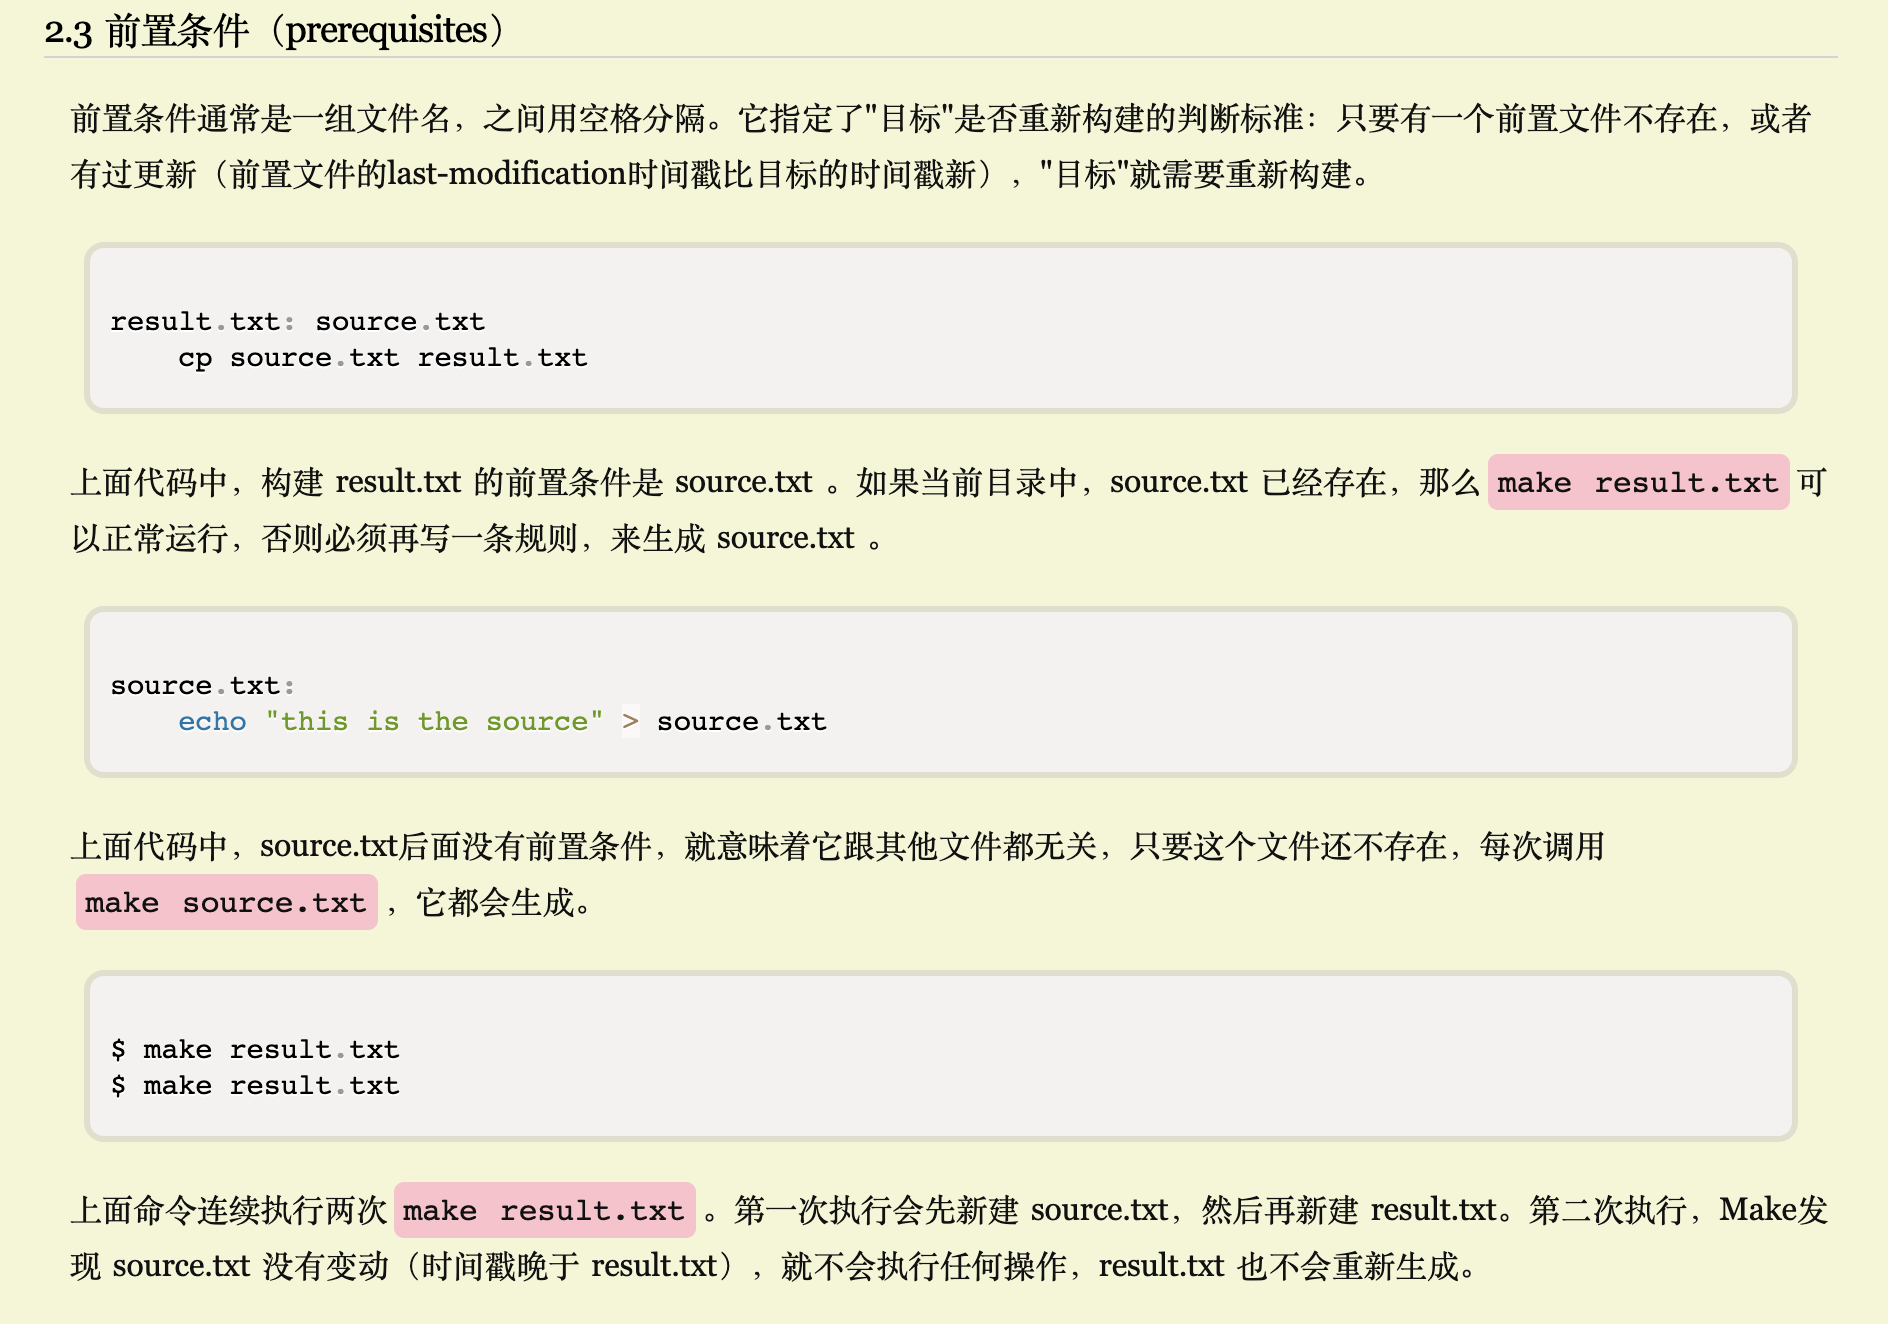 2.3 前置条件（prerequisites）
前置条件通常是一组文件名，之间用空格分隔。它指定了"目标"是否重新构建的判断标准：只要有一个前置文件不存在，或者
有过更新（前置文件的last-modification时间戳比目标的时间戳新），"目标"就需要重新构建。
result.txt: source.txt
    cp source.txt result.txt
上面代码中，构建 result.txt 的前置条件是 source.txt 。如果当前目录中，source.txt 已经存在，那么 make result.txt 可
以正常运行，否则必须再写一条规则，来生成 source.txt 。
source.txt:
    echo "this is the source" > source.txt
上面代码中，source.txt后面没有前置条件，就意味着它跟其他文件都无关，只要这个文件还不存在，每次调用
make source.txt ，它都会生成。
$ make result.txt
$ make result.txt
上面命令连续执行两次 make result.txt 。第一次执行会先新建 source.txt，然后再新建 result.txt。第二次执行，Make发
现 source.txt 没有变动（时间戳晚于 result.txt），就不会执行任何操作，result.txt 也不会重新生成。